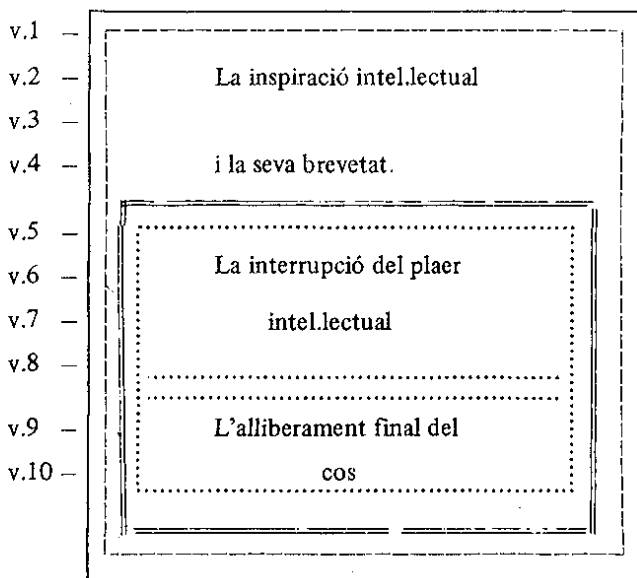 v.1 –
v.2 – La inspiració intel.lectual
v.3 –
v.4 – i la seva brevetat.
v.5 –
v.6 – La interrupció del plaer
v.7 – intel.lectual
v.8 –
v.9 – L'alliberament final del
v.10 – cos